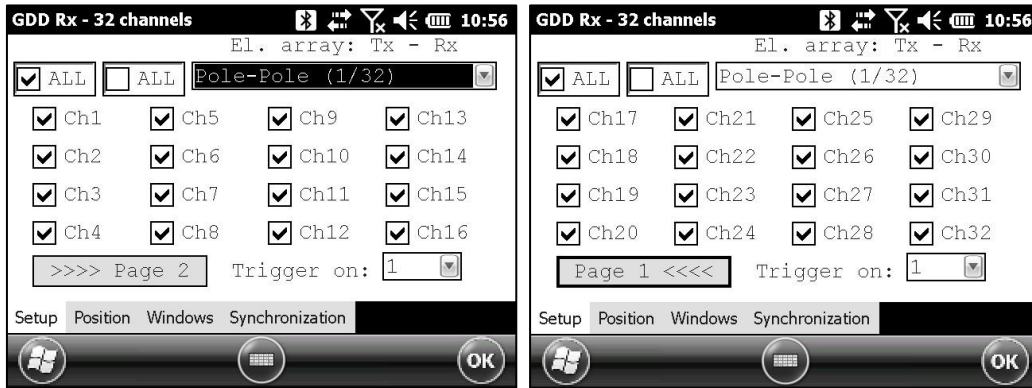 GDD Rx - 32 channels 10:56
El. array: Tx - Rx
ALL ALL Pole-Pole (1/32)
Ch1 Ch5 Ch9 Ch13
Ch2 Ch6 Ch10 Ch14
Ch3 Ch7 Ch11 Ch15
Ch4 Ch8 Ch12 Ch16
>>>> Page 2 Trigger on: 1
Setup Position Windows Synchronization
OK
GDD Rx - 32 channels 10:56
El. array: Tx - Rx
ALL ALL Pole-Pole (1/32)
Ch17 Ch21 Ch25 Ch29
Ch18 Ch22 Ch26 Ch30
Ch19 Ch23 Ch27 Ch31
Ch20 Ch24 Ch28 Ch32
Page 1 <<<< Trigger on: 1
Setup Position Windows Synchronization
OK